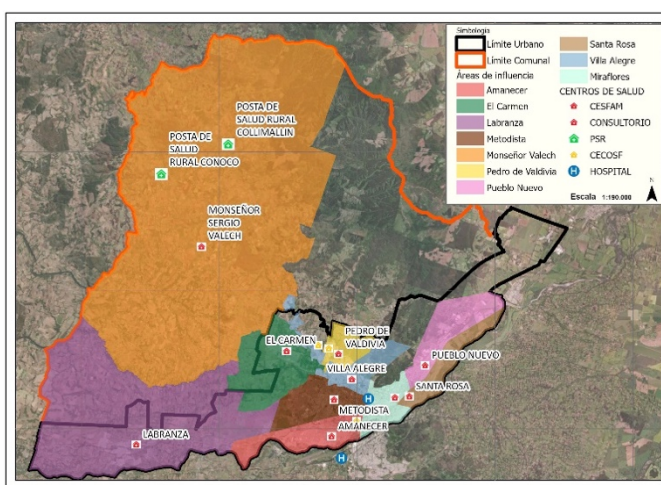 Simbología
Límite Urbano
Límite Comunal
Áreas de influencia
Amanecer
El Carmen
Labranza
Metodista
Monseñor Valech
Pedro de Valdivia
Pueblo Nuevo
Santa Rosa
Villa Alegre
Miraflores
CENTROS DE SALUD
CESFAM
CONSULTORIO
PSR
CECOSF
H HOSPITAL
N
Escala 1:190.000
POSTA DE
SALUD RURAL
COLLIMALLIN
POSTA DE
SALUD
RURAL CONOCO
MONSEÑOR
SERGIO
VALECH
EL CARMEN
PEDRO DE
VALDIVIA
VILLA ALEGRE
PUEBLO NUEVO
SANTA ROSA
H
METODISTA
AMANECER
LABRANZA
H